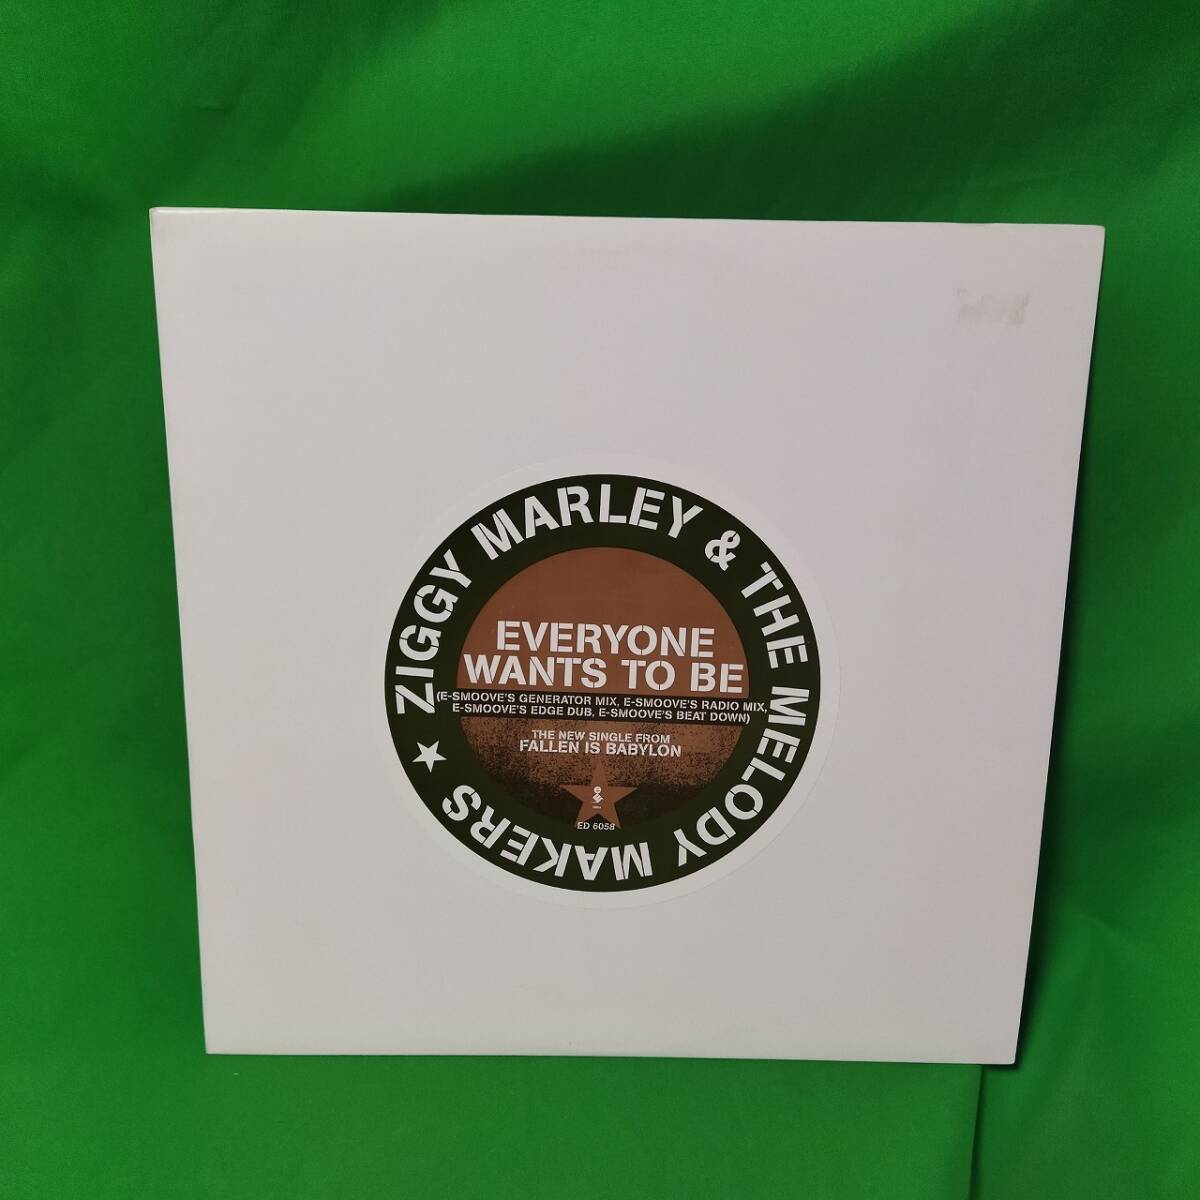 ZIGGY MARLEY & THE MELODY MAKERS ★
EVERYONE
WANTS TO BE
(E-SMOOVE'S GENERATOR MIX, E-SMOOVE'S RADIO MIX,
E-SMOOVE'S EDGE DUB, E-SMOOVE'S BEAT DOWN)
THE NEW SINGLE FROM
FALLEN IS BABYLON
ED 6058